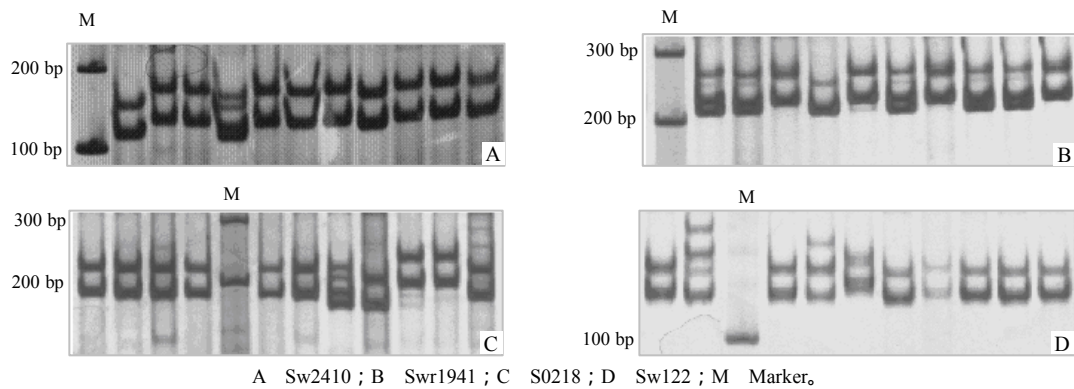 M
200 bp
100 bp
A
M
300 bp
200 bp
B
M
300 bp
200 bp
C
M
100 bp
D
A Sw2410;B Swr1941;C S0218;D Sw122;M Marker。